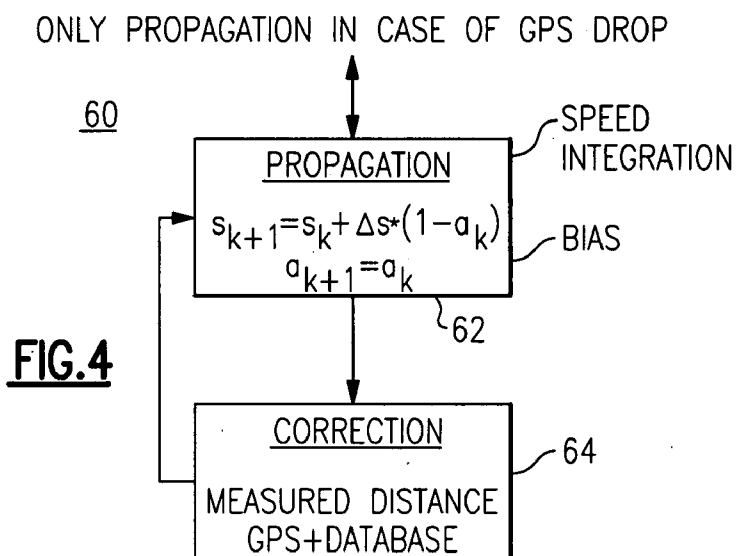 ONLY PROPAGATION IN CASE OF GPS DROP
60
SPEED
INTEGRATION
PROPAGATION
s_{k+1}=s_k+Δs*(1-a_k)
a_{k+1}=a_k
BIAS
62
FIG.4
CORRECTION
64
MEASURED DISTANCE
GPS+DATABASE